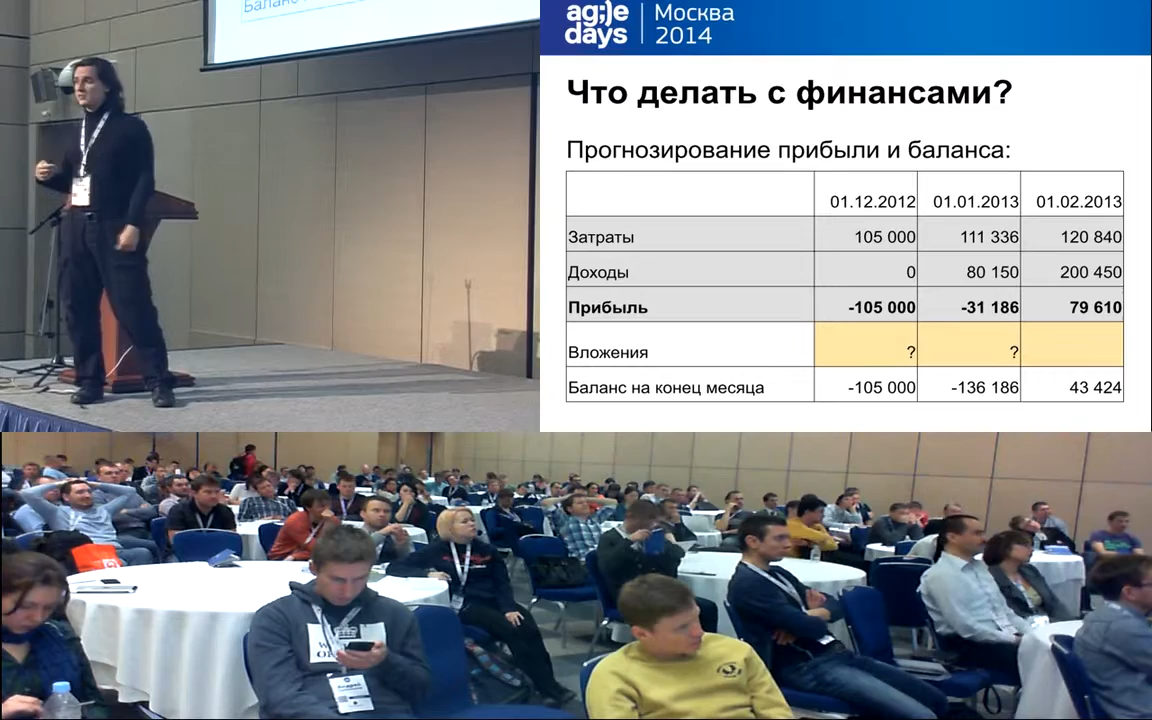 Баланс
ag;)e days
Москва
2014
Что делать с финансами?
Прогнозирование прибыли и баланса:
01.12.2012 01.01.2013 01.02.2013
Затраты 105 000 111 336 120 840
Доходы 0 80 150 200 450
Прибыль -105 000 -31 186 79 610
Вложения ? ?
Баланс на конец месяца -105 000 -136 186 43 424